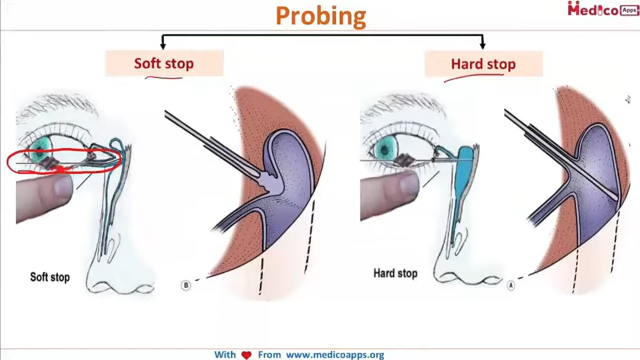 Probing
Medico Apps
Soft stop
Hard stop
Soft stop
B
Hard stop
A
With ❤ From www.medicoapps.org